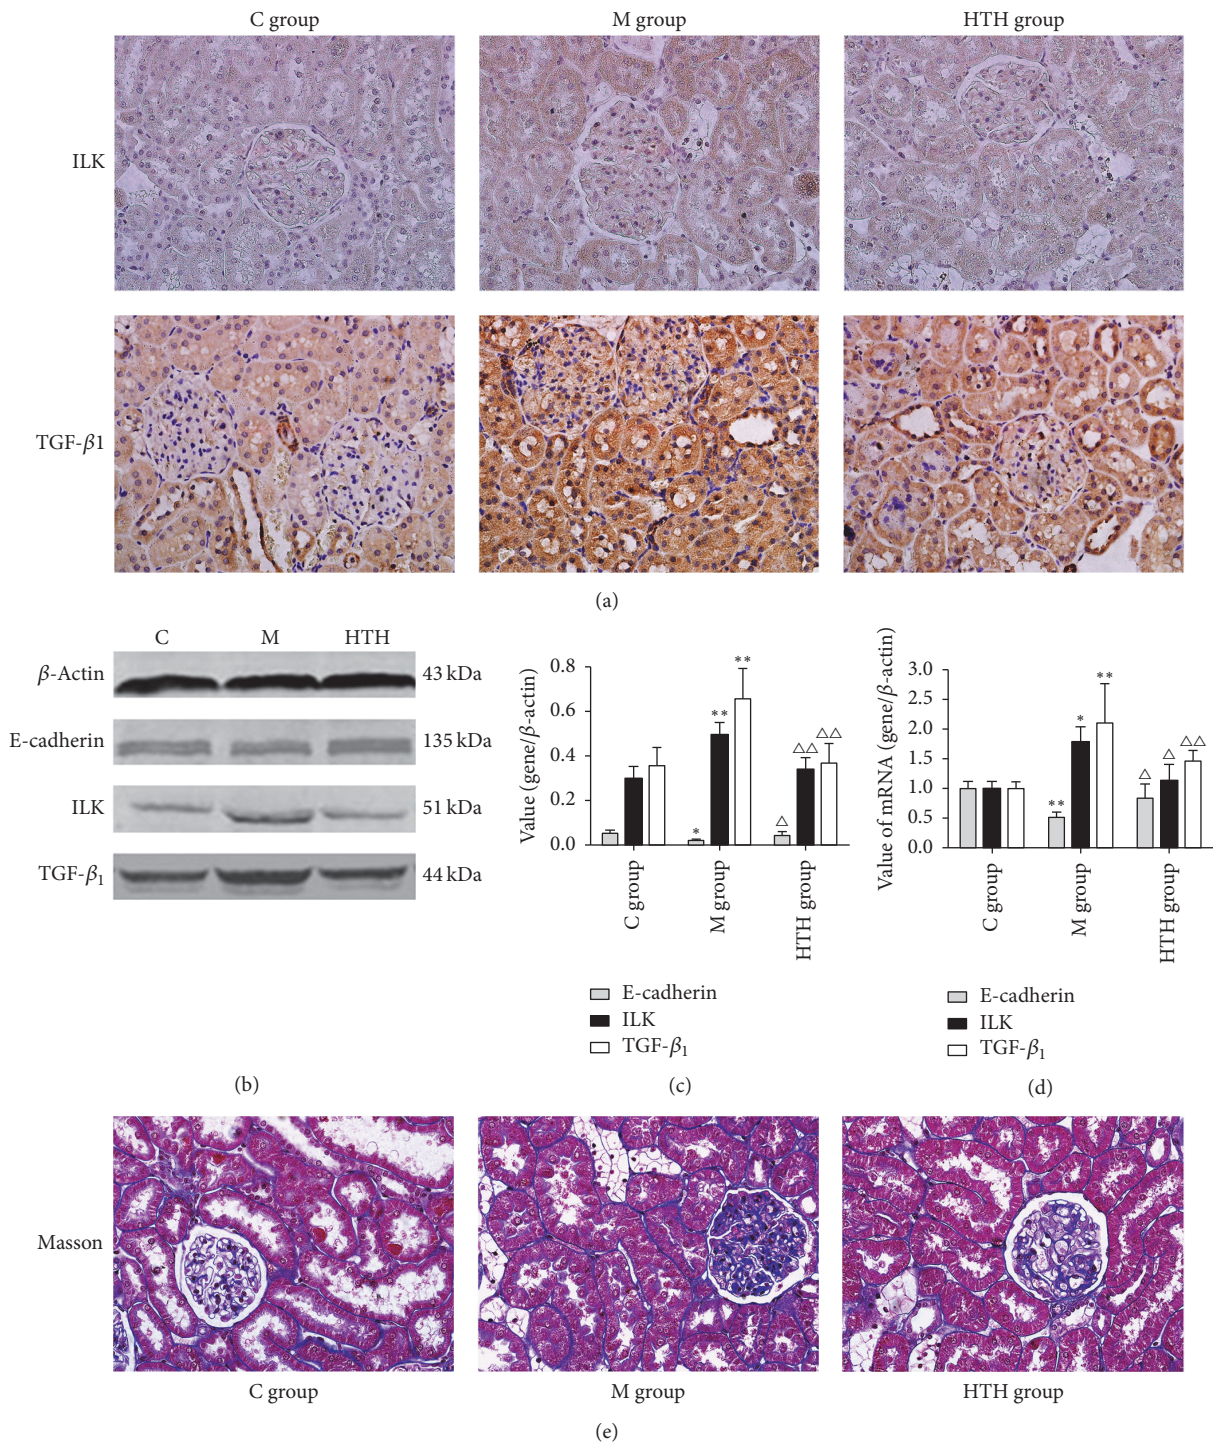 C group M group HTH group
ILK
TGF-β1
(a)
C M HTH
β-Actin 43 kDa
E-cadherin 135 kDa
ILK 51 kDa
TGF-β₁ 44 kDa
(b)
Value (gene/β-actin)
0.8
0.6
0.4
0.2
0.0
* ** **
△ △△ △△
C group
M group
HTH group
E-cadherin
ILK
TGF-β₁
(c)
Value of mRNA (gene/β-actin)
3.0
2.5
2.0
1.5
1.0
0.5
0.0
** * **
△ △ △△
C group
M group
HTH group
E-cadherin
ILK
TGF-β₁
(d)
Masson
C group M group HTH group
(e)